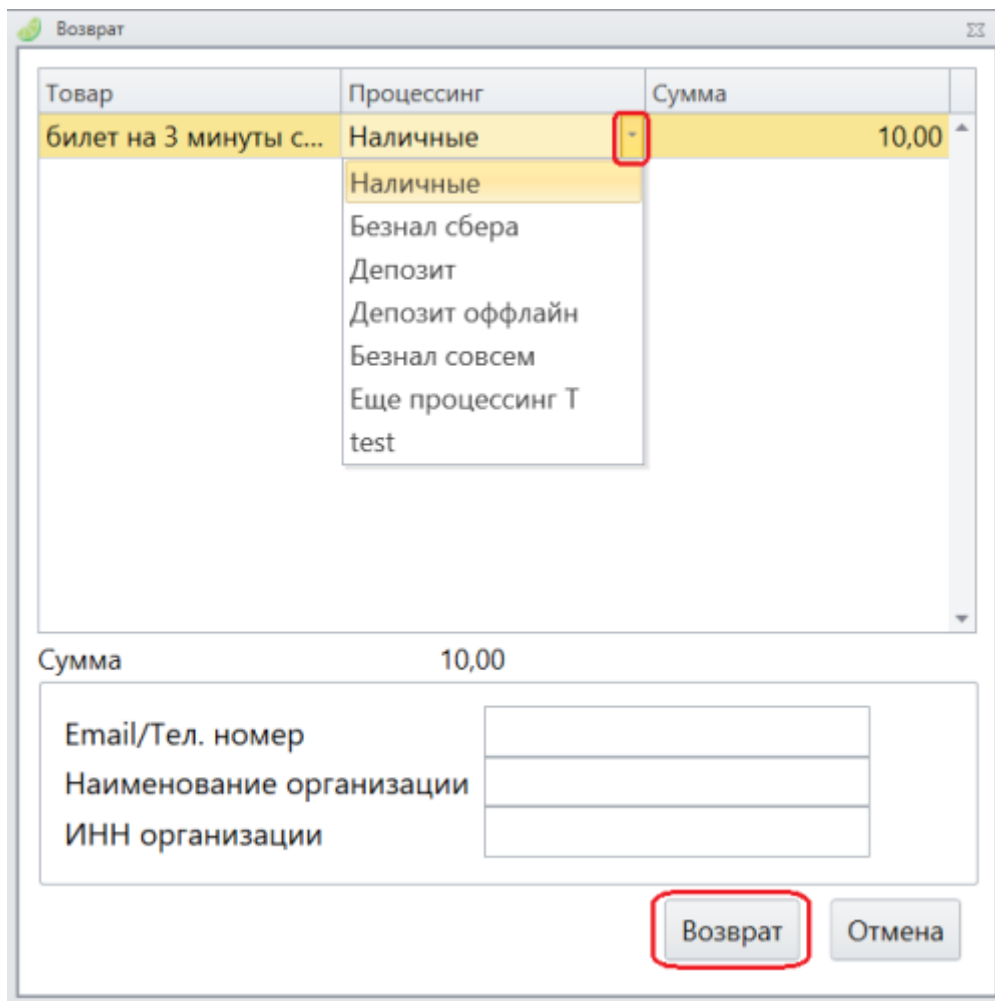 Возврат
Товар Процессинг Сумма
билет на 3 минуты с... Наличные 10,00
Наличные
Безнал сбера
Депозит
Депозит оффлайн
Безнал совсем
Еще процессинг Т
test
Сумма 10,00
Email/Тел. номер
Наименование организации
ИНН организации
Возврат Отмена